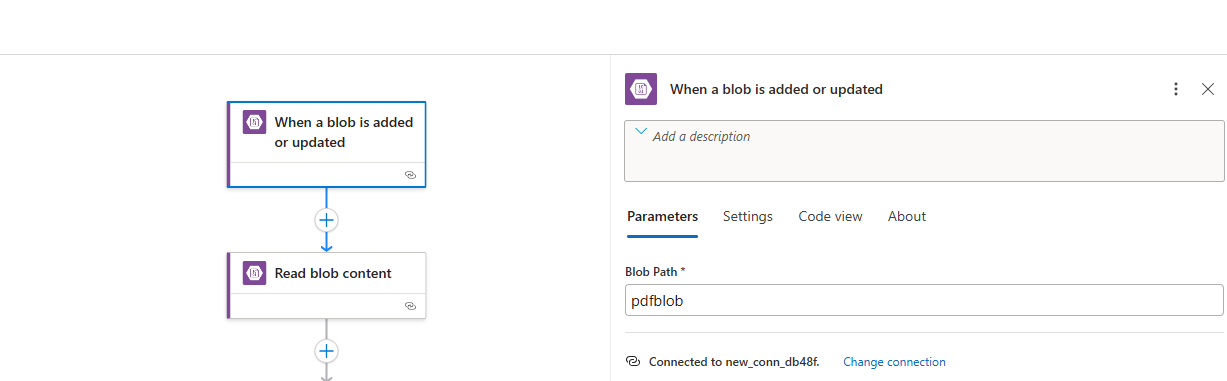 When a blob is added
or updated
Read blob content
When a blob is added or updated
Add a description
Parameters Settings Code view About
Blob Path *
pdfblob
Connected to new_conn_db48f. Change connection